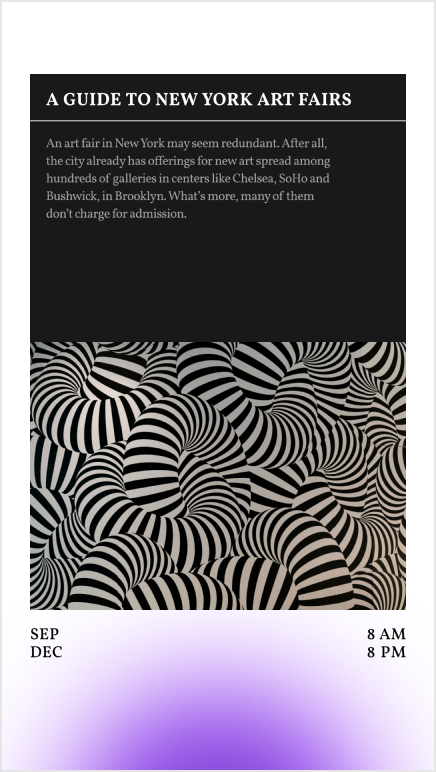 A GUIDE TO NEW YORK ART FAIRS
An art fair in New York may seem redundant. After all,
the city already has offerings for new art spread among
hundreds of galleries in centers like Chelsea, SoHo and
Bushwick, in Brooklyn. What's more, many of them
don't charge for admission.
SEP
DEC
8 AM
8 PM